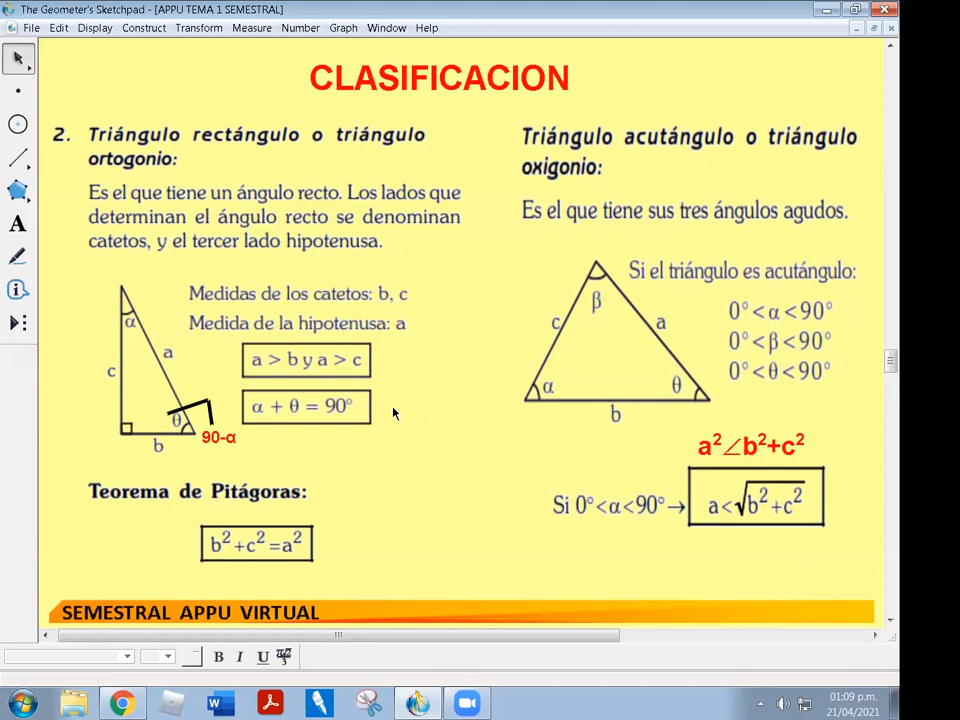 The Geometer's Sketchpad - [APPU TEMA 1 SEMESTRAL]
File Edit Display Construct Transform Measure Number Graph Window Help
CLASIFICACION
2. Triángulo rectángulo o triángulo
ortogonio:
Es el que tiene un ángulo recto. Los lados que
determinan el ángulo recto se denominan
catetos, y el tercer lado hipotenusa.
Medidas de los catetos: b, c
Medida de la hipotenusa: a
a > b y a > c
α + θ = 90°
α
a
c
θ
b
90-α
Teorema de Pitágoras:
b²+c²=a²
Triángulo acutángulo o triángulo
oxigonio:
Es el que tiene sus tres ángulos agudos.
Si el triángulo es acutángulo:
0°<α<90°
0°<β<90°
0°<θ<90°
β
c
a
α
θ
b
a²∠b²+c²
Si 0°<α<90°→ a<√b²+c²
SEMESTRAL APPU VIRTUAL
B I U
01:09 p.m.
21/04/2021